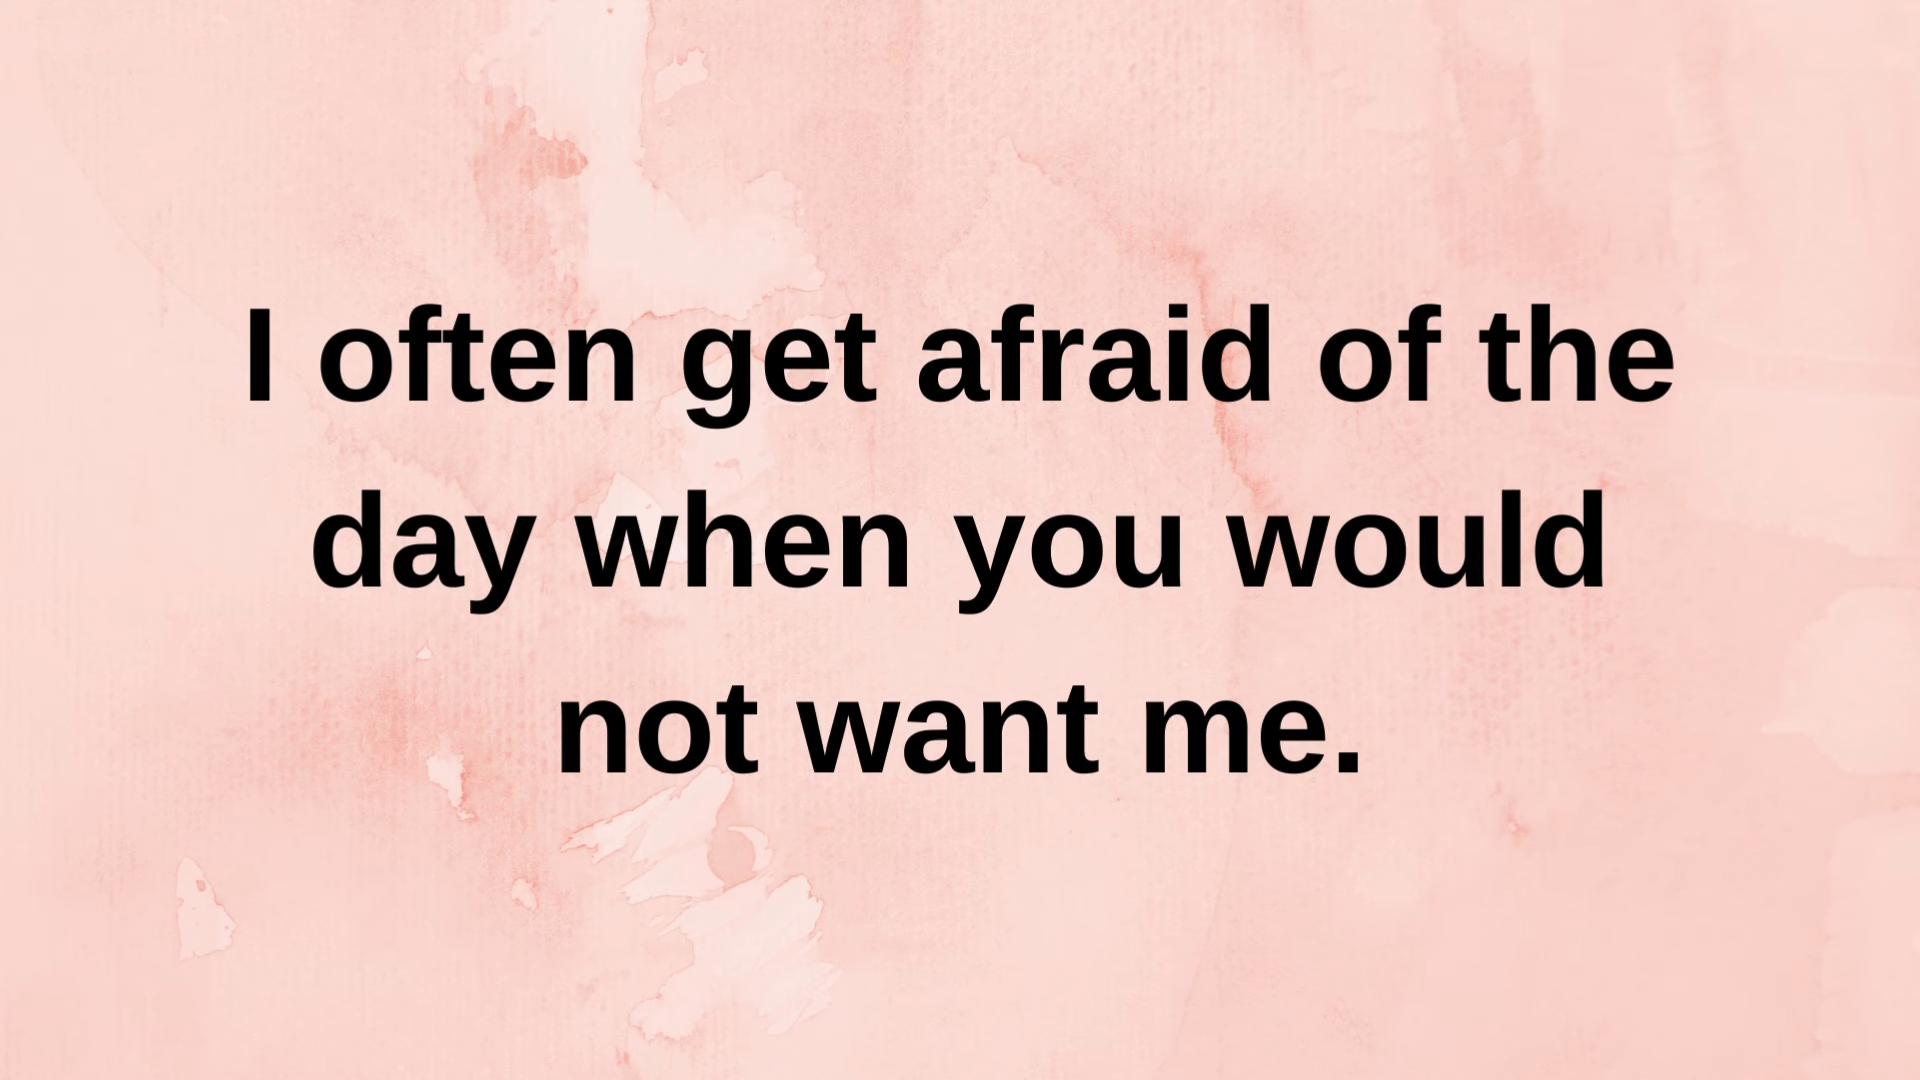 I often get afraid of the
day when you would
not want me.